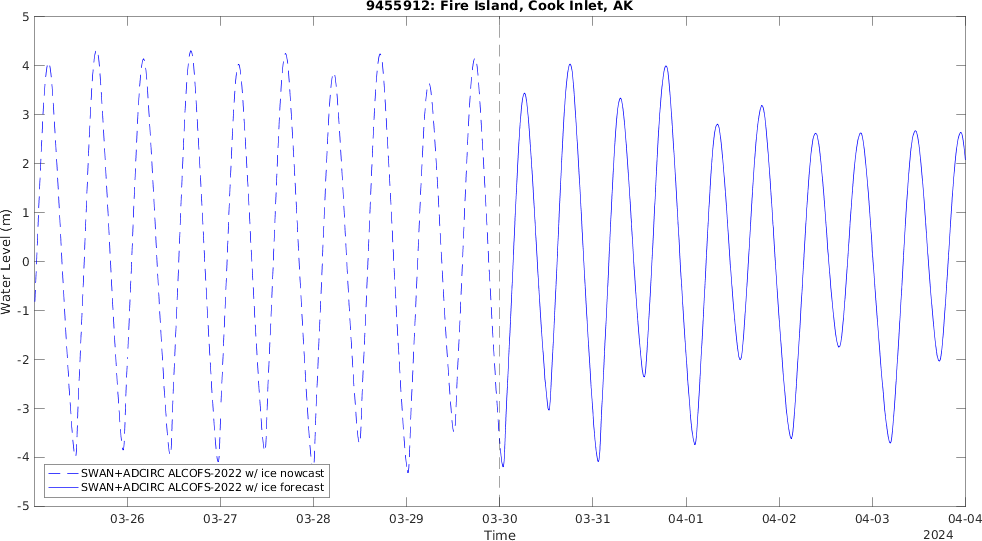 9455912: Fire Island, Cook Inlet, AK
5
4
3
2
1
0
-1
-2
-3
-4
-5
Water Level (m)
SWAN+ADCIRC ALCOFS-2022 w/ ice nowcast
SWAN+ADCIRC ALCOFS-2022 w/ ice forecast
03-26 03-27 03-28 03-29 03-30 03-31 04-01 04-02 04-03 04-04
Time
2024